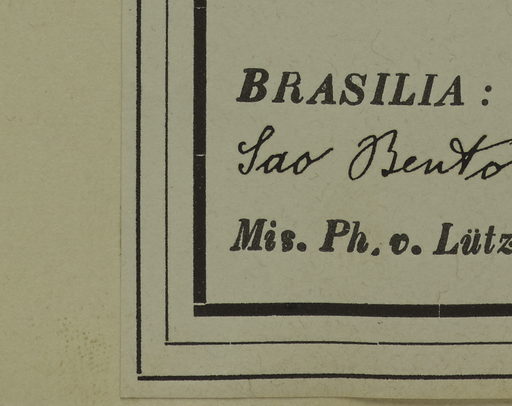 BRASILIA :
Sao Bento
Mis. Ph. v. Lütz